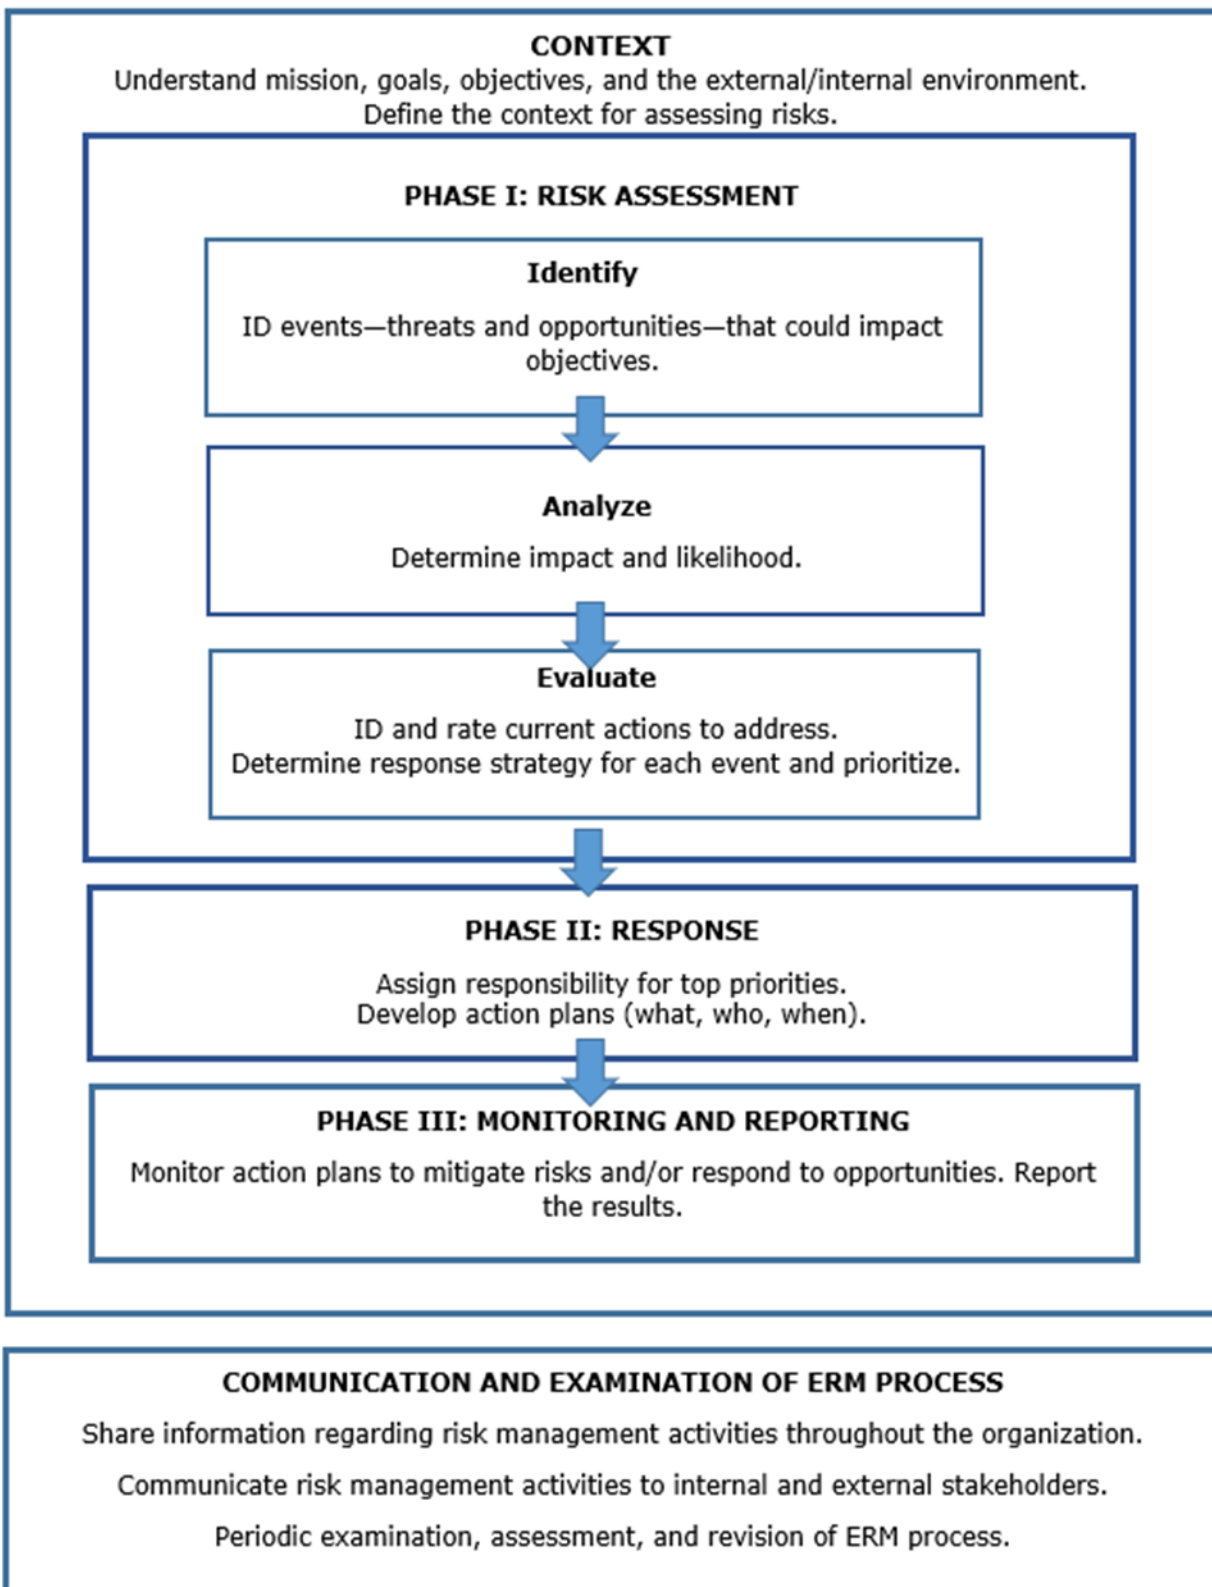 CONTEXT
Understand mission, goals, objectives, and the external/internal environment.
Define the context for assessing risks.
PHASE I: RISK ASSESSMENT
Identify
ID events—threats and opportunities—that could impact
objectives.
Analyze
Determine impact and likelihood.
Evaluate
ID and rate current actions to address.
Determine response strategy for each event and prioritize.
PHASE II: RESPONSE
Assign responsibility for top priorities.
Develop action plans (what, who, when).
PHASE III: MONITORING AND REPORTING
Monitor action plans to mitigate risks and/or respond to opportunities. Report
the results.
COMMUNICATION AND EXAMINATION OF ERM PROCESS
Share information regarding risk management activities throughout the organization.
Communicate risk management activities to internal and external stakeholders.
Periodic examination, assessment, and revision of ERM process.